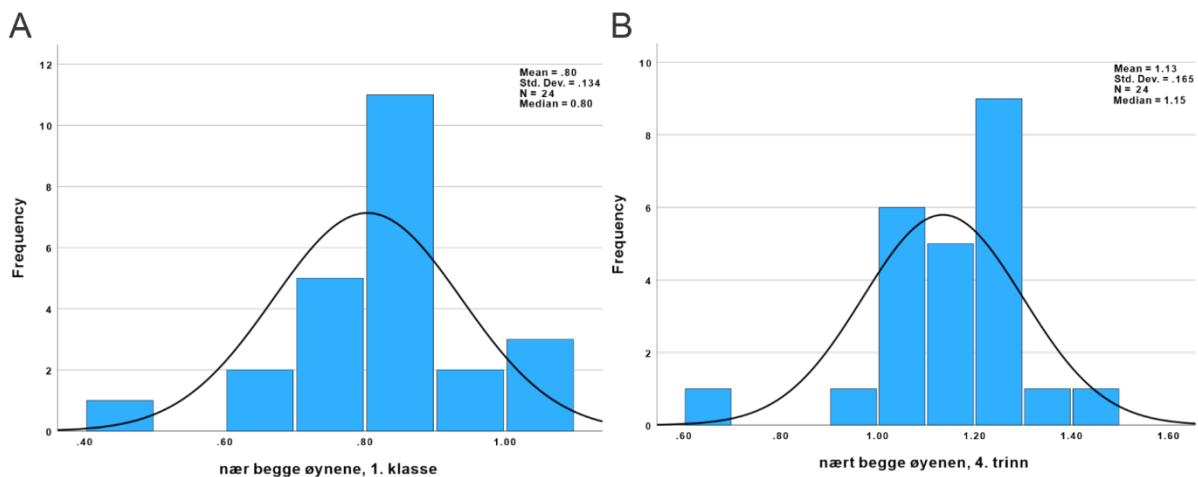 A
Mean = .80
Std. Dev. = .134
N = 24
Median = 0.80
12
10
8
6
4
2
0
Frequency
.40
.60
.80
1.00
nær begge øynene, 1. klasse
B
Mean = 1.13
Std. Dev. = .165
N = 24
Median = 1.15
10
8
6
4
2
0
Frequency
.60
.80
1.00
1.20
1.40
1.60
nært begge øyenen, 4. trinn